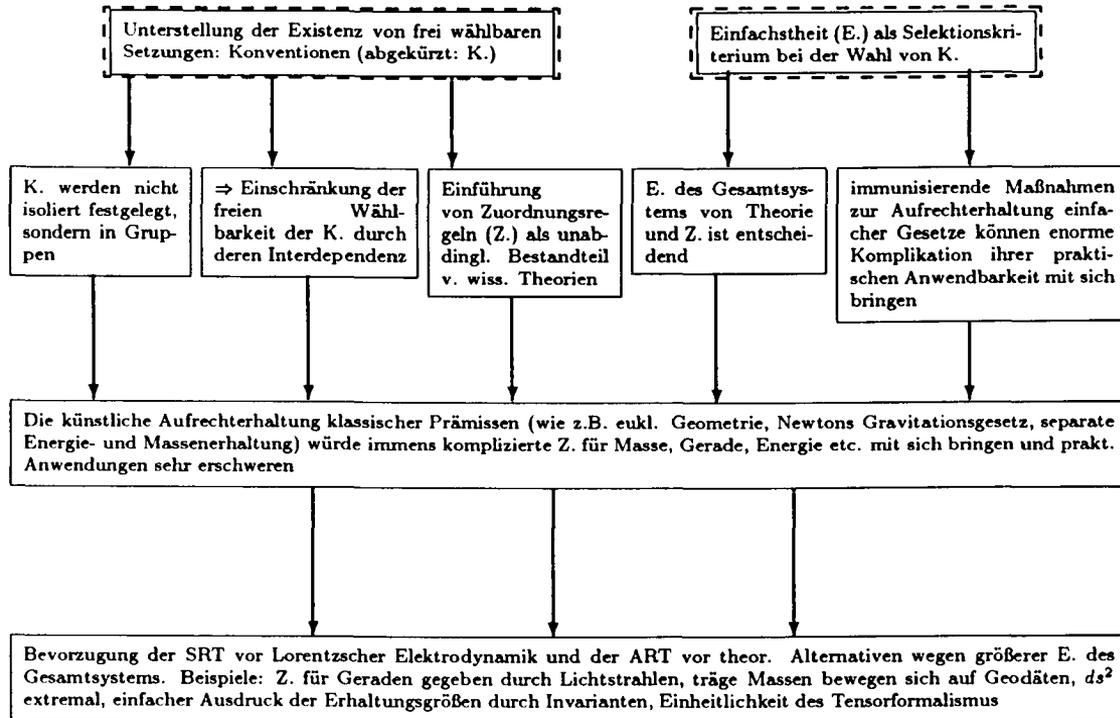 Unterstellung der Existenz von frei wählbaren
Setzungen: Konventionen (abgekürzt: K.)
Einfachstheit (E.) als Selektionskri-
terium bei der Wahl von K.
K. werden nicht
isoliert festgelegt,
sondern in Grup-
pen
⇒ Einschränkung der
freien Wähl-
barkeit der K. durch
deren Interdependenz
Einführung
von Zuordnungsre-
geln (Z.) als unab-
dingl. Bestandteil
v. wiss. Theorien
E. des Gesamtsys-
tems von Theorie
und Z. ist entschei-
dend
immunisierende Maßnahmen
zur Aufrechterhaltung einfa-
cher Gesetze können enorme
Komplikation ihrer prakti-
schen Anwendbarkeit mit sich
bringen
Die künstliche Aufrechterhaltung klassischer Prämissen (wie z.B. eukl. Geometrie, Newtons Gravitationsgesetz, separate
Energie- und Massenerhaltung) würde immens komplizierte Z. für Masse, Gerade, Energie etc. mit sich bringen und prakt.
Anwendungen sehr erschweren
Bevorzugung der SRT vor Lorentzscher Elektrodynamik und der ART vor theor. Alternativen wegen größerer E. des
Gesamtsystems. Beispiele: Z. für Geraden gegeben durch Lichtstrahlen, träge Massen bewegen sich auf Geodäten, ds²
extremal, einfacher Ausdruck der Erhaltungsgrößen durch Invarianten, Einheitlichkeit des Tensorformalismus